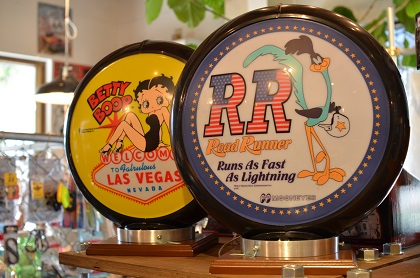 BETTY
BOOP
WELCOME
TO Fabulous
LAS VEGAS
NEVADA
RR
Road Runner
Runs As Fast
As Lightning
MOONEYES